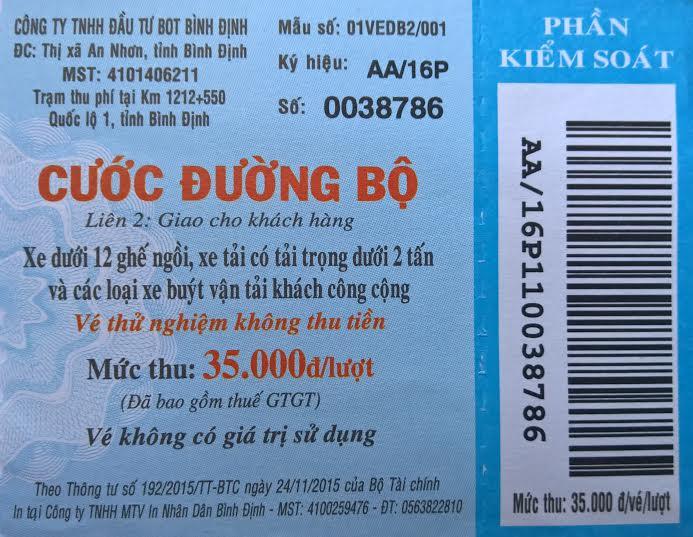 CÔNG TY TNHH ĐẦU TƯ BOT BÌNH ĐỊNH
ĐC: Thị xã An Nhơn, tỉnh Bình Định
MST: 4101406211
Trạm thu phí tại Km 1212+550
Quốc lộ 1, tỉnh Bình Định
Mẫu số: 01VEDB2/001
Ký hiệu: AA/16P
Số: 0038786
CƯỚC ĐƯỜNG BỘ
Liên 2: Giao cho khách hàng
Xe dưới 12 ghế ngồi, xe tải có tải trọng dưới 2 tấn
và các loại xe buýt vận tải khách công cộng
Vé thử nghiệm không thu tiền
Mức thu: 35.000đ/lượt
(Đã bao gồm thuế GTGT)
Vé không có giá trị sử dụng
Theo Thông tư số 192/2015/TT-BTC ngày 24/11/2015 của Bộ Tài chính
In tại Công ty TNHH MTV In Nhân Dân Bình Định - MST: 4100259476 - ĐT: 0563822810
PHẦN
KIỂM SOÁT
AA/16P110038786
Mức thu: 35.000 đ/vé/lượt